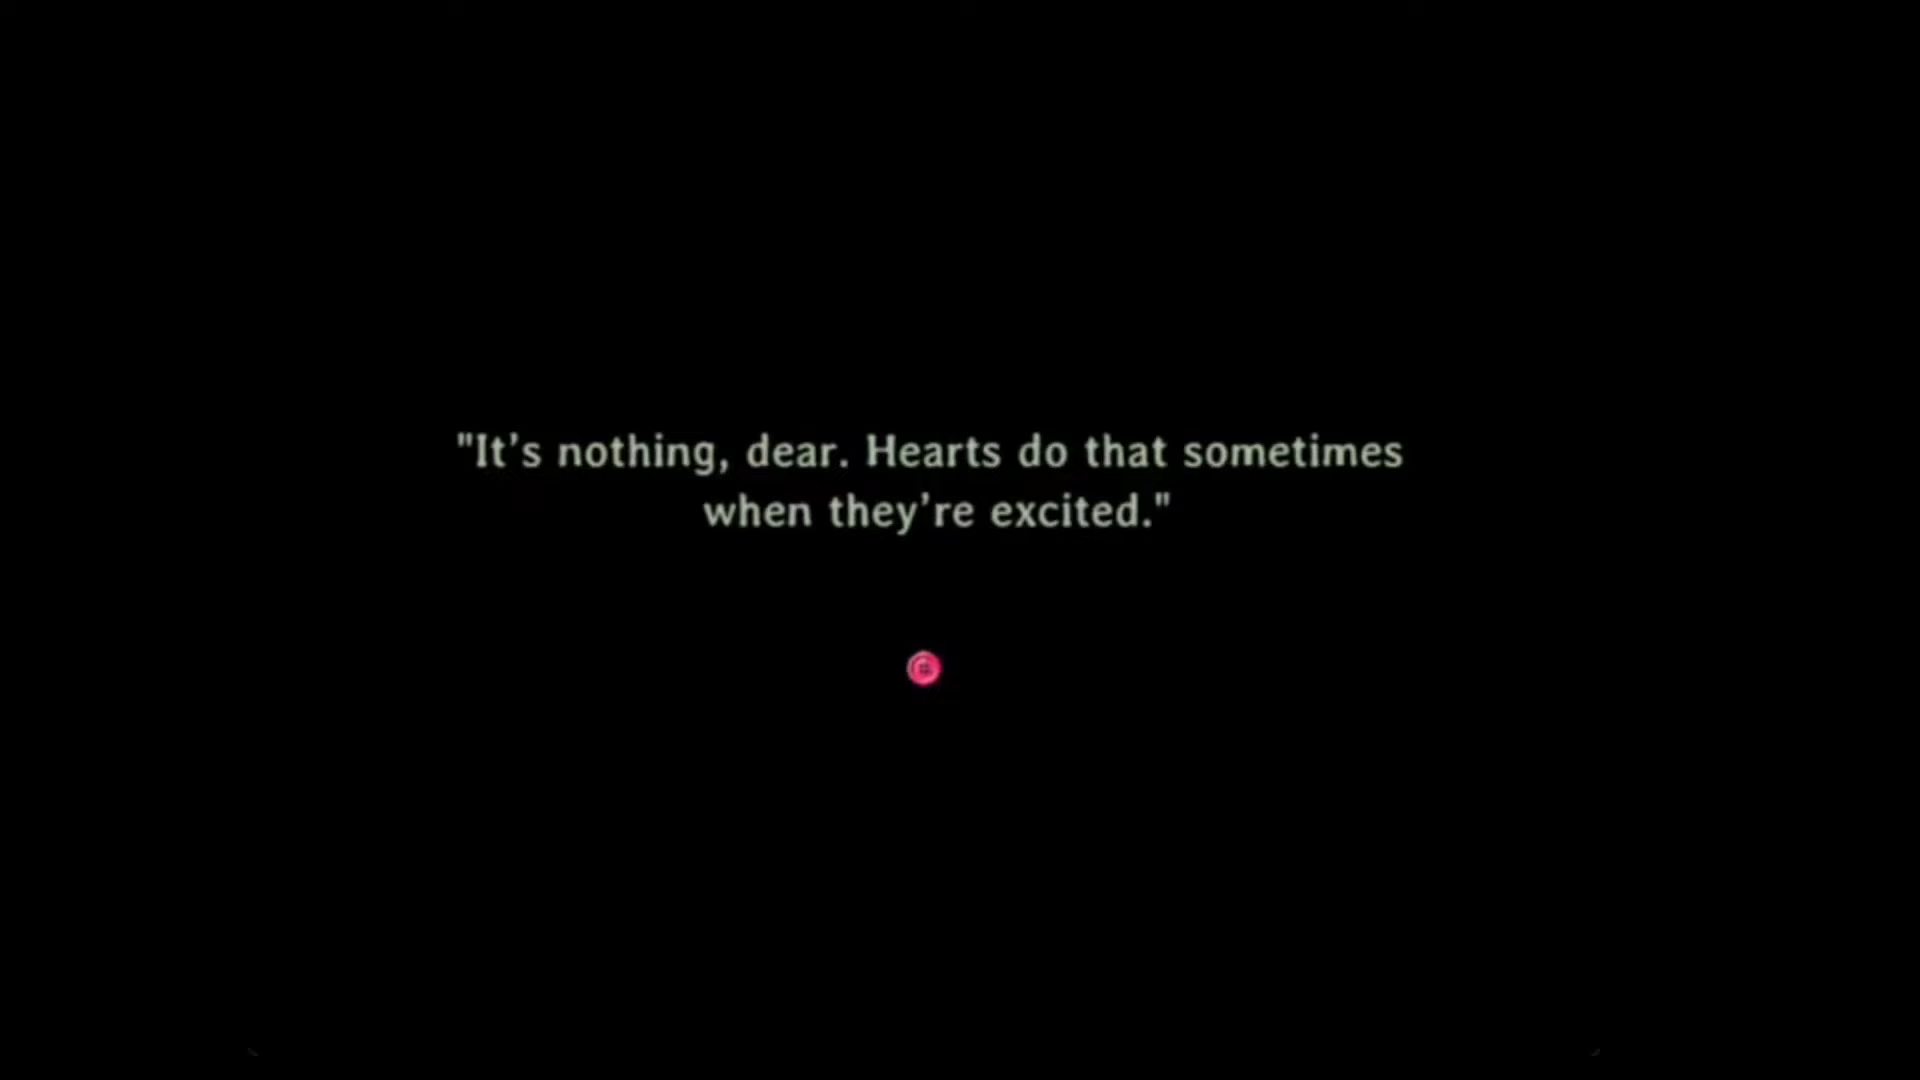 "It’s nothing, dear. Hearts do that sometimes
when they’re excited."